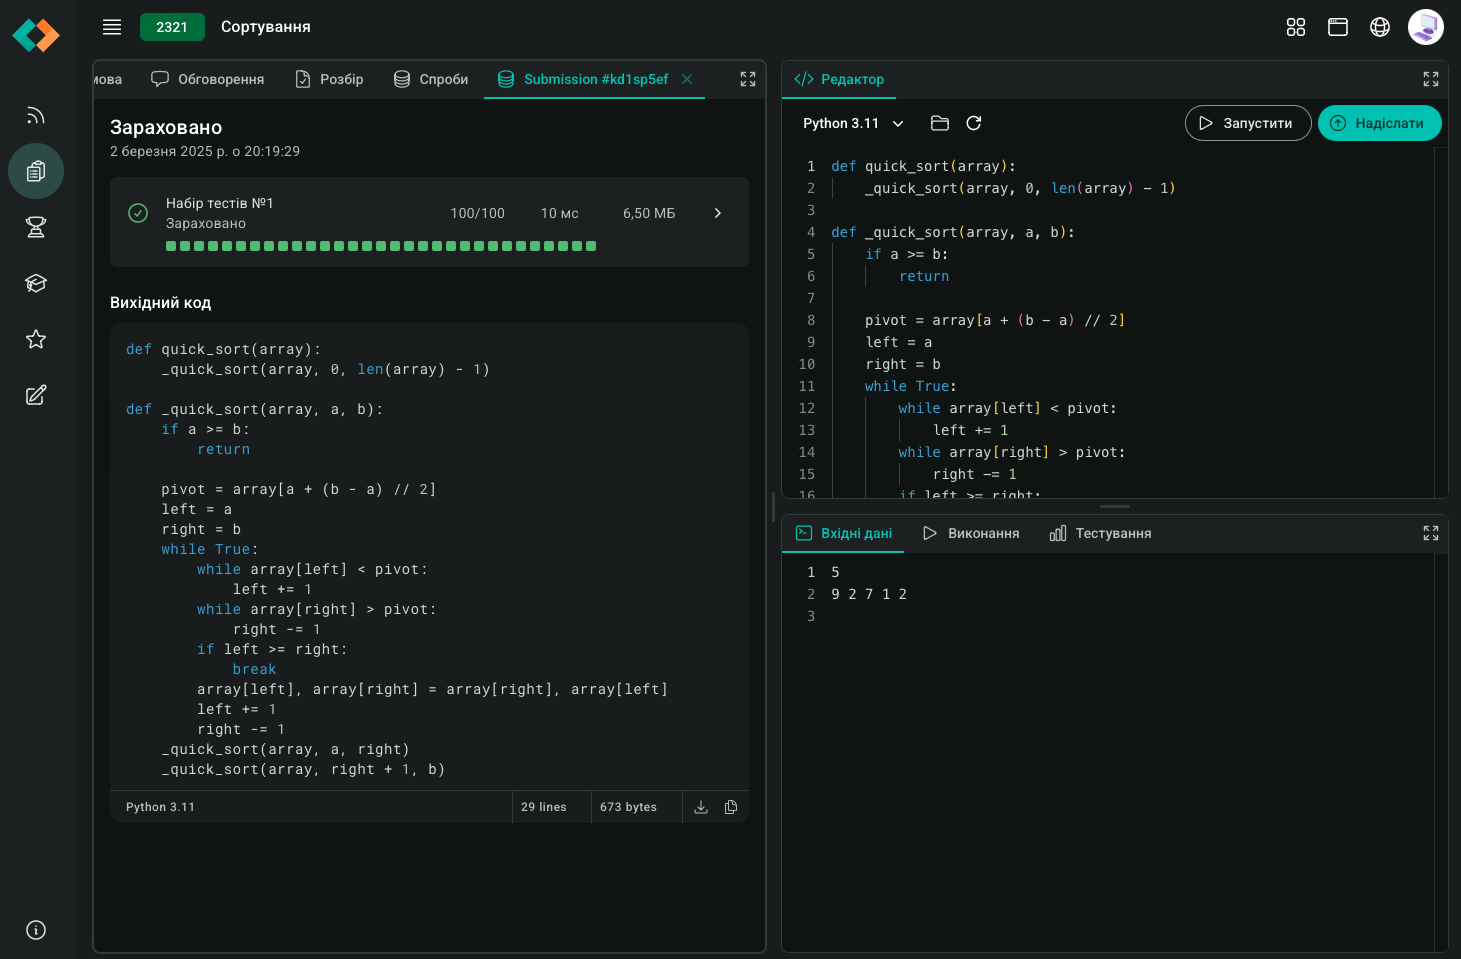 2321 Сортування
мова Обговорення Розбір Спроби Submission #kd1sp5ef
Зараховано
2 березня 2025 р. о 20:19:29
Набір тестів №1
Зараховано
100/100 10 мс 6,50 МБ
Вихідний код
def quick_sort(array):
    _quick_sort(array, 0, len(array) - 1)
def _quick_sort(array, a, b):
    if a >= b:
        return
    pivot = array[a + (b - a) // 2]
    left = a
    right = b
    while True:
        while array[left] < pivot:
            left += 1
        while array[right] > pivot:
            right -= 1
        if left >= right:
            break
        array[left], array[right] = array[right], array[left]
        left += 1
        right -= 1
    _quick_sort(array, a, right)
    _quick_sort(array, right + 1, b)
Python 3.11 29 lines 673 bytes
Редактор
Python 3.11 Запустити Надіслати
1 def quick_sort(array):
2     _quick_sort(array, 0, len(array) - 1)
3
4 def _quick_sort(array, a, b):
5     if a >= b:
6         return
7
8     pivot = array[a + (b - a) // 2]
9     left = a
10     right = b
11     while True:
12         while array[left] < pivot:
13             left += 1
14         while array[right] > pivot:
15             right -= 1
16         if left >= right:
Вхідні дані Виконання Тестування
1 5
2 9 2 7 1 2
3